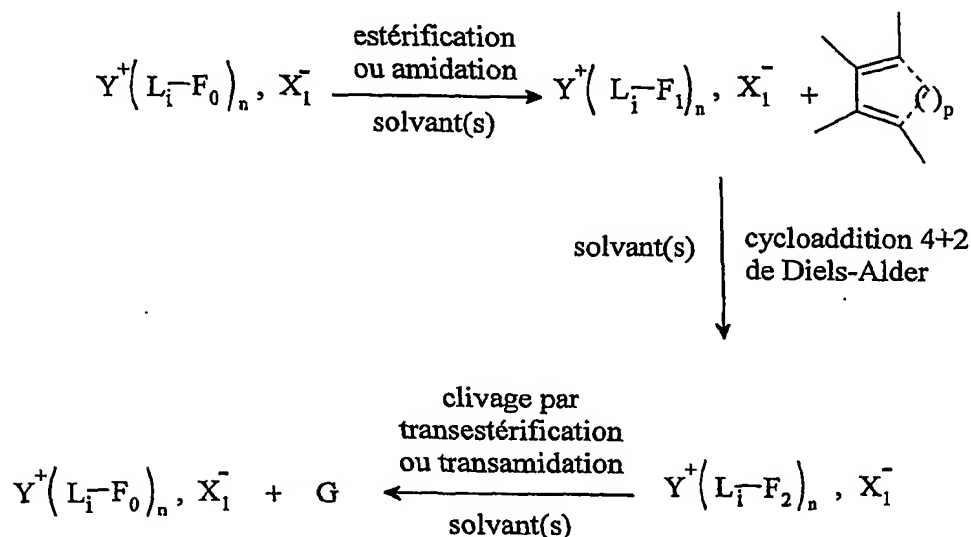 estérification
ou amidation
Y⁺( Lᵢ—F₀ )ₙ , X₁⁻ Y⁺( Lᵢ—F₁ )ₙ , X₁⁻ + ( )ₚ
solvant(s)
solvant(s) cycloaddition 4+2
de Diels-Alder
clivage par
transestérification
ou transamidation
Y⁺( Lᵢ—F₀ )ₙ , X₁⁻ + G Y⁺( Lᵢ—F₂ )ₙ , X₁⁻
solvant(s)